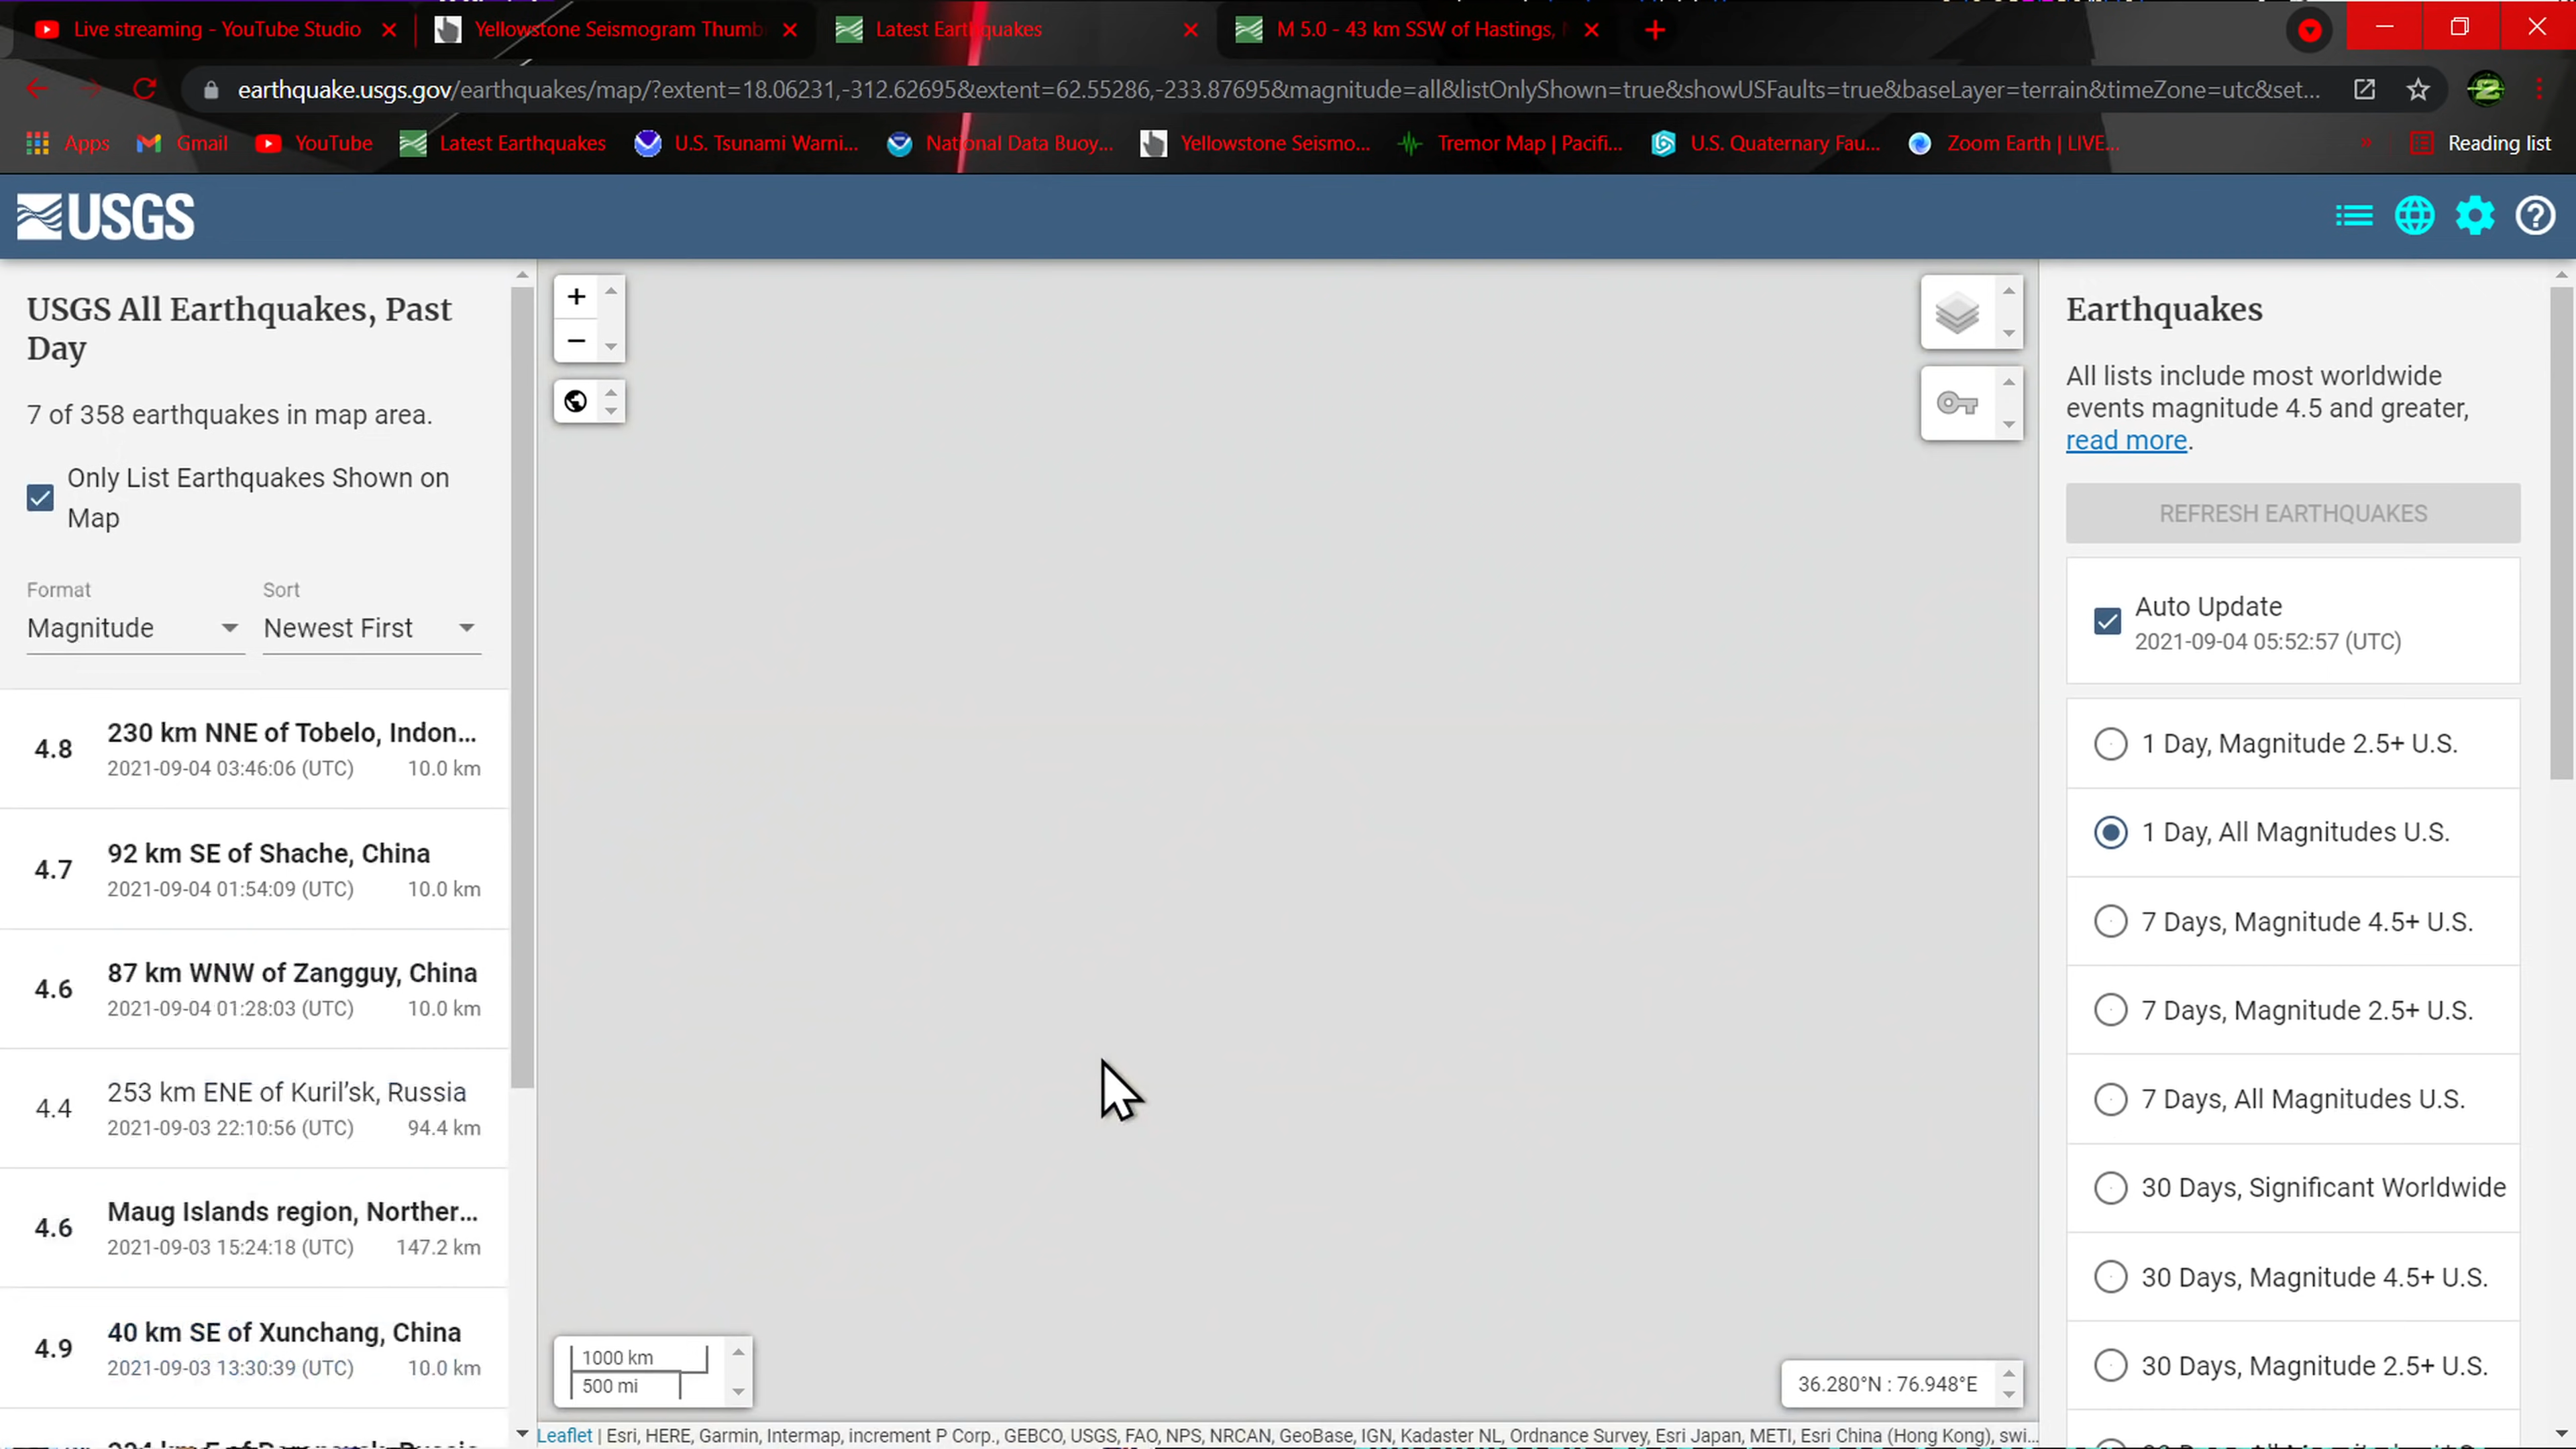 Live streaming - YouTube Studio
Yellowstone Seismogram Thumb
Latest Earthquakes
M 5.0 - 43 km SSW of Hastings,
earthquake.usgs.gov/earthquakes/map/?extent=18.06231,-312.62695&extent=62.55286,-233.87695&magnitude=all&listOnlyShown=true&showUSFaults=true&baseLayer=terrain&timeZone=utc&set...
Apps
Gmail
YouTube
Latest Earthquakes
U.S. Tsunami Warni...
National Data Buoy...
Yellowstone Seismo...
Tremor Map | Pacifi...
U.S. Quaternary Fau...
Zoom Earth | LIVE...
Reading list
USGS
USGS All Earthquakes, Past
Day
7 of 358 earthquakes in map area.
Only List Earthquakes Shown on
Map
Format
Magnitude
Sort
Newest First
4.8
230 km NNE of Tobelo, Indon...
2021-09-04 03:46:06 (UTC) 10.0 km
4.7
92 km SE of Shache, China
2021-09-04 01:54:09 (UTC) 10.0 km
4.6
87 km WNW of Zangguy, China
2021-09-04 01:28:03 (UTC) 10.0 km
4.4
253 km ENE of Kuril’sk, Russia
2021-09-03 22:10:56 (UTC) 94.4 km
4.6
Maug Islands region, Norther...
2021-09-03 15:24:18 (UTC) 147.2 km
4.9
40 km SE of Xunchang, China
2021-09-03 13:30:39 (UTC) 10.0 km
+
−
1000 km
500 mi
36.280°N : 76.948°E
Leaflet | Esri, HERE, Garmin, Intermap, increment P Corp., GEBCO, USGS, FAO, NPS, NRCAN, GeoBase, IGN, Kadaster NL, Ordnance Survey, Esri Japan, METI, Esri China (Hong Kong), swi...
Earthquakes
All lists include most worldwide
events magnitude 4.5 and greater,
read more.
REFRESH EARTHQUAKES
Auto Update
2021-09-04 05:52:57 (UTC)
1 Day, Magnitude 2.5+ U.S.
1 Day, All Magnitudes U.S.
7 Days, Magnitude 4.5+ U.S.
7 Days, Magnitude 2.5+ U.S.
7 Days, All Magnitudes U.S.
30 Days, Significant Worldwide
30 Days, Magnitude 4.5+ U.S.
30 Days, Magnitude 2.5+ U.S.